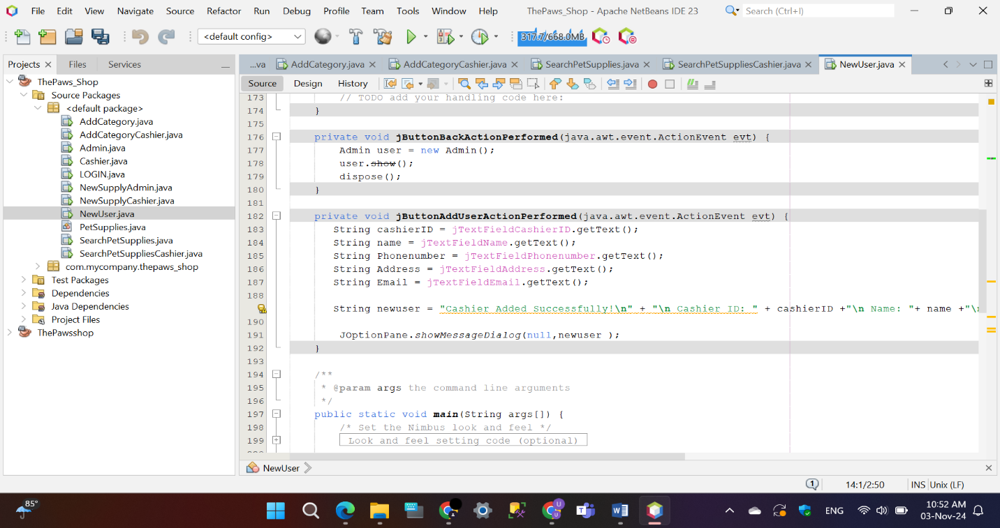 File Edit View Navigate Source Refactor Run Debug Profile Team Tools Window Help ThePaws_Shop - Apache NetBeans IDE 23 Search (Ctrl+I)
<default config> 317.7/668.0MB
Projects Files Services
...va AddCategory.java AddCategoryCashier.java SearchPetSupplies.java SearchPetSuppliesCashier.java NewUser.java
Source Design History
ThePaws_Shop
Source Packages
<default package>
AddCategory.java
AddCategoryCashier.java
Admin.java
Cashier.java
LOGIN.java
NewSupplyAdmin.java
NewSupplyCashier.java
NewUser.java
PetSupplies.java
SearchPetSupplies.java
SearchPetSuppliesCashier.java
com.mycompany.thepaws_shop
Test Packages
Dependencies
Java Dependencies
Project Files
ThePawsshop
173 // TODO add your handling code here:
174 }
175
176 private void jButtonBackActionPerformed(java.awt.event.ActionEvent evt) {
177 Admin user = new Admin();
178 user.show();
179 dispose();
180 }
181
182 private void jButtonAddUserActionPerformed(java.awt.event.ActionEvent evt) {
183 String cashierID = jTextFieldCashierID.getText();
184 String name = jTextFieldName.getText();
185 String Phonenumber = jTextFieldPhonenumber.getText();
186 String Address = jTextFieldAddress.getText();
187 String Email = jTextFieldEmail.getText();
188
String newuser = "Cashier Added Successfully!\n" + "\n Cashier ID: " + cashierID +"\n Name: "+ name +"\
190
191 JOptionPane.showMessageDialog(null,newuser );
192 }
193
194 /**
195 * @param args the command line arguments
196 */
197 public static void main(String args[]) {
198 /* Set the Nimbus look and feel */
199 Look and feel setting code (optional)
NewUser
1 14:1/2:50 INS Unix (LF)
85° ENG 10:52 AM
03-Nov-24